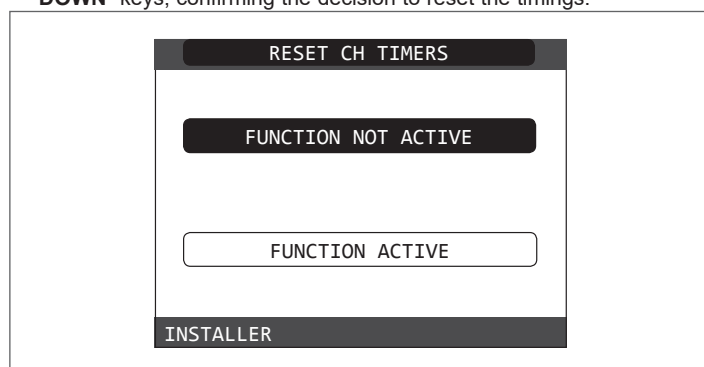 DOWN" keys, confirming the decision to reset the timings.
RESET CH TIMERS
FUNCTION NOT ACTIVE
FUNCTION ACTIVE
INSTALLER